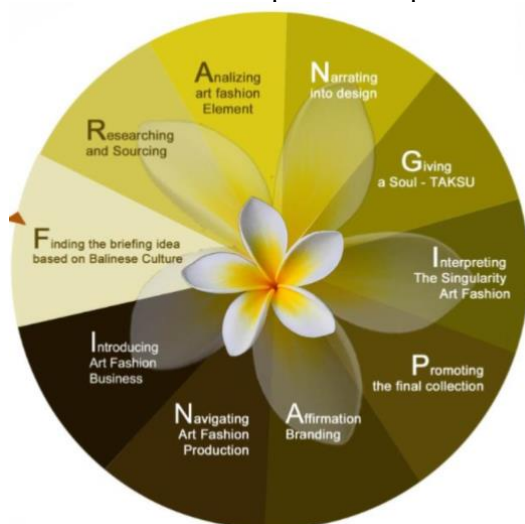 Finding the briefing idea
based on Balinese Culture
Researching
and Sourcing
Analizing
art fashion
Element
Narrating
into design
Giving
a Soul - TAKSU
Interpreting
The Singularity
Art Fashion
Promoting
the final collection
Affirmation
Branding
Navigating
Art Fashion
Production
Introducing
Art Fashion
Business